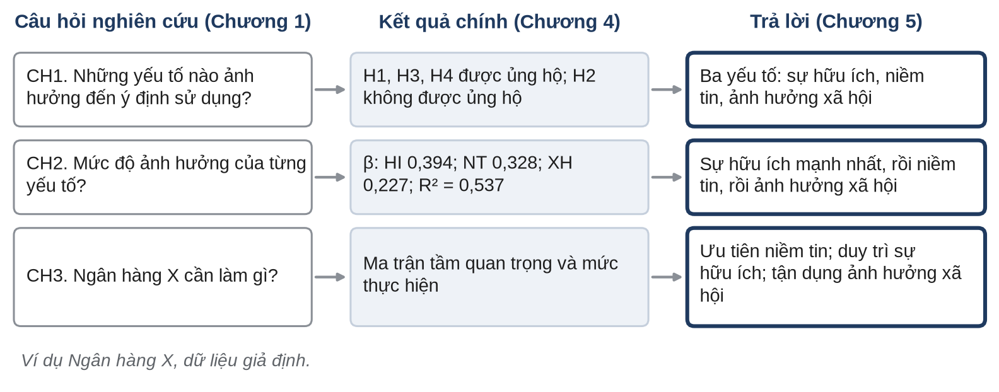 Câu hỏi nghiên cứu (Chương 1)
Kết quả chính (Chương 4)
Trả lời (Chương 5)
CH1. Những yếu tố nào ảnh
hưởng đến ý định sử dụng?
H1, H3, H4 được ủng hộ; H2
không được ủng hộ
Ba yếu tố: sự hữu ích, niềm
tin, ảnh hưởng xã hội
CH2. Mức độ ảnh hưởng của từng
yếu tố?
β: HI 0,394; NT 0,328; XH
0,227; R² = 0,537
Sự hữu ích mạnh nhất, rồi niềm
tin, rồi ảnh hưởng xã hội
CH3. Ngân hàng X cần làm gì?
Ma trận tầm quan trọng và mức
thực hiện
Ưu tiên niềm tin; duy trì sự
hữu ích; tận dụng ảnh hưởng xã
hội
Ví dụ Ngân hàng X, dữ liệu giả định.